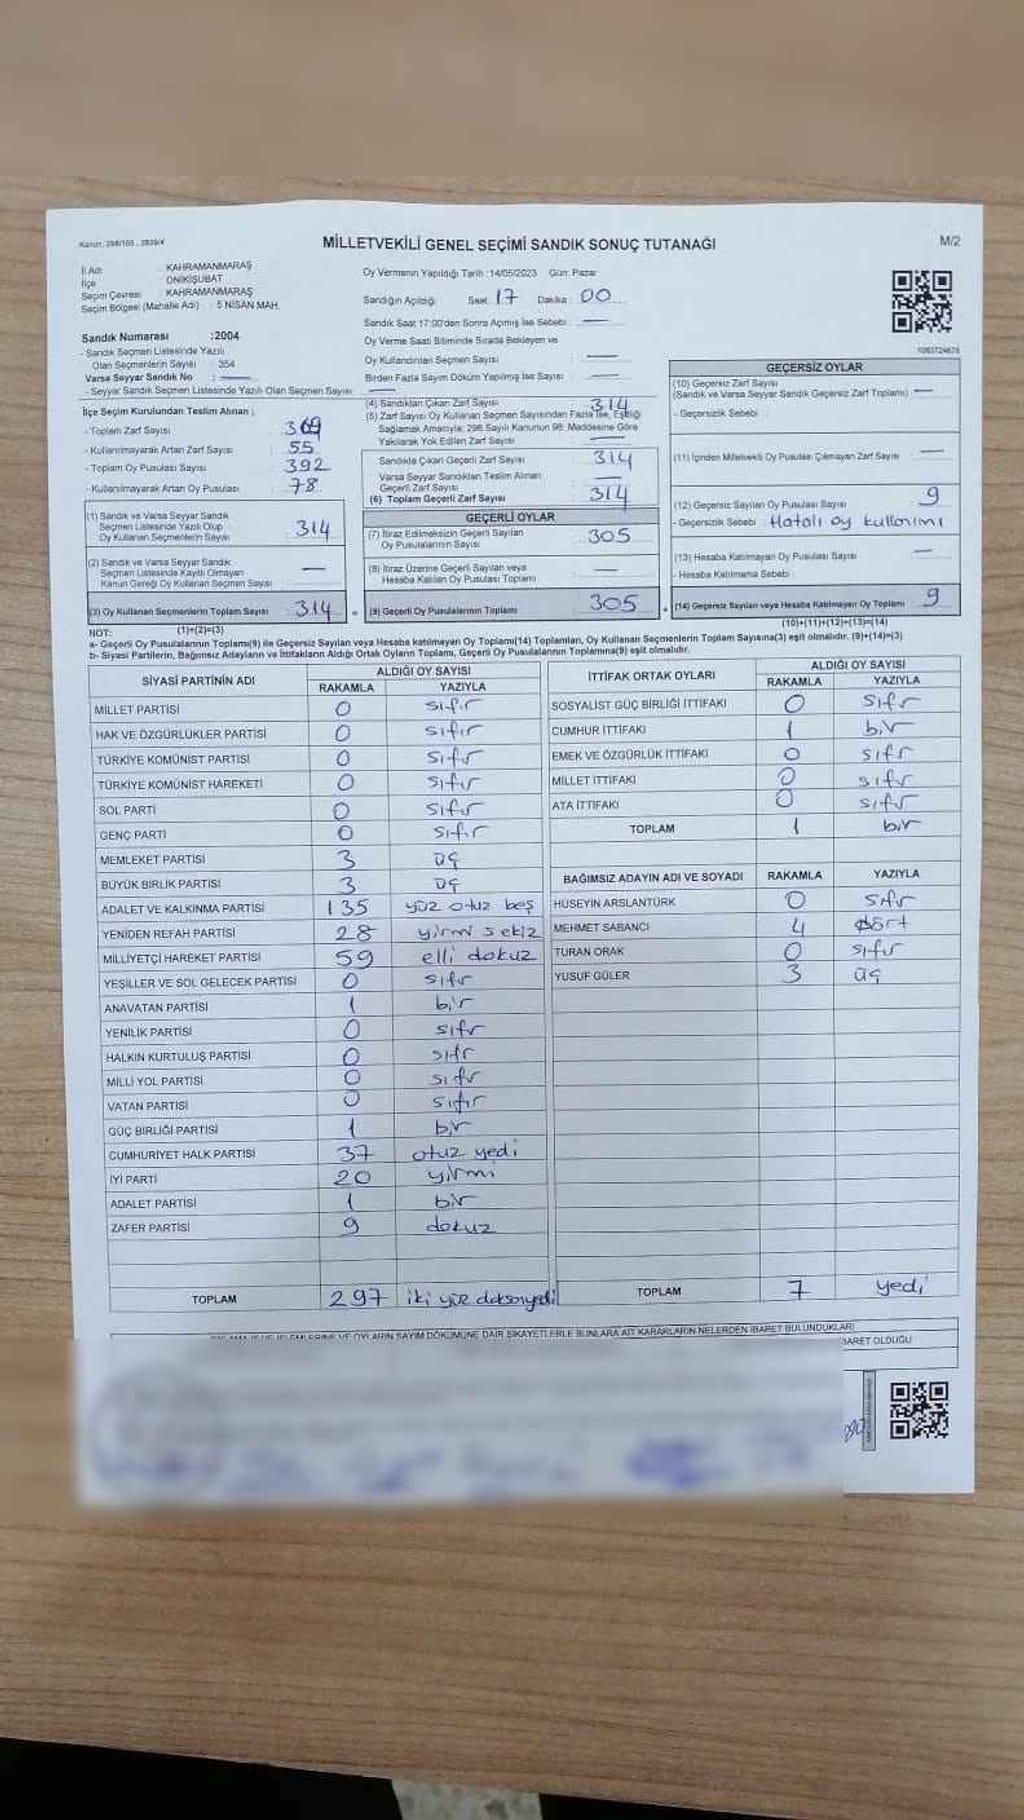 MİLLETVEKİLİ GENEL SEÇİMİ SANDIK SONUÇ TUTANAĞI
M/2
İl Adı KAHRAMANMARAŞ
İlçe ONİKİŞUBAT
Seçim Çevresi KAHRAMANMARAŞ
Seçim Bölgesi (Mahalle Adı) : 5 NİSAN MAH.
Oy Vermenin Yapıldığı Tarih :14/05/2023 Gün: Pazar
Sandığın Açıldığı Saat: 17 Dakika: 00
Sandık Saat 17:00'den Sonra Açılmış İse Sebebi : —
Oy Verme Saati Bitiminde Sırada Bekleyen ve
Oy Kullandırılan Seçmen Sayısı : —
Birden Fazla Sayım Döküm Yapılmış İse Sayısı : —
Sandık Numarası :2004
- Sandık Seçmen Listesinde Yazılı
Olan Seçmenlerin Sayısı : 354
Varsa Seyyar Sandık No : —
- Seyyar Sandık Seçmen Listesinde Yazılı Olan Seçmen Sayısı: —
İlçe Seçim Kurulundan Teslim Alınan :
- Toplam Zarf Sayısı : 369
- Kullanılmayarak Artan Zarf Sayısı : 55
- Toplam Oy Pusulası Sayısı : 392
- Kullanılmayarak Artan Oy Pusulası : 78
(1) Sandık ve Varsa Seyyar Sandık
Seçmen Listesinde Yazılı Olup
Oy Kullanan Seçmenlerin Sayısı 314
(2) Sandık ve Varsa Seyyar Sandık
Seçmen Listesinde Kayıtlı Olmayan
Kanun Gereği Oy Kullanan Seçmen Sayısı —
(3) Oy Kullanan Seçmenlerin Toplam Sayısı 314
(1)+(2)=(3)
(4) Sandıktan Çıkan Zarf Sayısı 314
(5) Zarf Sayısı Oy Kullanan Seçmen Sayısından Fazla İse, Eşitliği
Sağlamak Amacıyla; 298 Sayılı Kanunun 98. Maddesine Göre
Yakılarak Yok Edilen Zarf Sayısı : —
Sandıkta Çıkan Geçerli Zarf Sayısı 314
Varsa Seyyar Sandıktan Teslim Alınan
Geçerli Zarf Sayısı —
(6) Toplam Geçerli Zarf Sayısı 314
GEÇERLİ OYLAR
(7) İtiraz Edilmeksizin Geçerli Sayılan
Oy Pusulalarının Sayısı 305
(8) İtiraz Üzerine Geçerli Sayılan veya
Hesaba Katılan Oy Pusulası Toplamı —
(9) Geçerli Oy Pusulalarının Toplamı 305
GEÇERSİZ OYLAR
(10) Geçersiz Zarf Sayısı
(Sandık ve Varsa Seyyar Sandık Geçersiz Zarf Toplamı) —
- Geçersizlik Sebebi :
(11) İçinden Milletvekili Oy Pusulası Çıkmayan Zarf Sayısı —
(12) Geçersiz Sayılan Oy Pusulası Sayısı 9
- Geçersizlik Sebebi : Hatalı oy kullanımı
(13) Hesaba Katılmayan Oy Pusulası Sayısı —
- Hesaba Katılmama Sebebi :
(14) Geçersiz Sayılan veya Hesaba Katılmayan Oy Toplamı 9
(10)+(11)+(12)+(13)=(14)
NOT:
a- Geçerli Oy Pusulalarının Toplamı(9) ile Geçersiz Sayılan veya Hesaba katılmayan Oy Toplamı(14) Toplamları, Oy Kullanan Seçmenlerin Toplam Sayısına(3) eşit olmalıdır. (9)+(14)=(3)
b- Siyasi Partilerin, Bağımsız Adayların ve İttifakların Aldığı Ortak Oyların Toplamı, Geçerli Oy Pusulalarının Toplamına(9) eşit olmalıdır.
SİYASİ PARTİNİN ADI ALDIĞI OY SAYISI
RAKAMLA YAZIYLA
MİLLET PARTİSİ 0 sıfır
HAK VE ÖZGÜRLÜKLER PARTİSİ 0 sıfır
TÜRKİYE KOMÜNİST PARTİSİ 0 sıfır
TÜRKİYE KOMÜNİST HAREKETİ 0 sıfır
SOL PARTİ 0 sıfır
GENÇ PARTİ 0 sıfır
MEMLEKET PARTİSİ 3 üç
BÜYÜK BİRLİK PARTİSİ 3 üç
ADALET VE KALKINMA PARTİSİ 135 yüz otuz beş
YENİDEN REFAH PARTİSİ 28 yirmi sekiz
MİLLİYETÇİ HAREKET PARTİSİ 59 elli dokuz
YEŞİLLER VE SOL GELECEK PARTİSİ 0 sıfır
ANAVATAN PARTİSİ 1 bir
YENİLİK PARTİSİ 0 sıfır
HALKIN KURTULUŞ PARTİSİ 0 sıfır
MİLLİ YOL PARTİSİ 0 sıfır
VATAN PARTİSİ 0 sıfır
GÜÇ BİRLİĞİ PARTİSİ 1 bir
CUMHURİYET HALK PARTİSİ 37 otuz yedi
İYİ PARTİ 20 yirmi
ADALET PARTİSİ 1 bir
ZAFER PARTİSİ 9 dokuz
TOPLAM 297 iki yüz doksanyedi
İTTİFAK ORTAK OYLARI ALDIĞI OY SAYISI
RAKAMLA YAZIYLA
SOSYALİST GÜÇ BİRLİĞİ İTTİFAKI 0 sıfır
CUMHUR İTTİFAKI 1 bir
EMEK VE ÖZGÜRLÜK İTTİFAKI 0 sıfır
MİLLET İTTİFAKI 0 sıfır
ATA İTTİFAKI 0 sıfır
TOPLAM 1 bir
BAĞIMSIZ ADAYIN ADI VE SOYADI RAKAMLA YAZIYLA
HÜSEYİN ARSLANTÜRK 0 sıfır
MEHMET SABANCI 4 dört
TURAN ORAK 0 sıfır
YUSUF GÜLER 3 üç
TOPLAM 7 yedi
OYLARIN SAYIM DÖKÜMÜNE DAİR ŞİKAYETLERLE BUNLARA AİT KARARLARIN NELERDEN İBARET BULUNDUKLARI
İBARET OLDUĞU